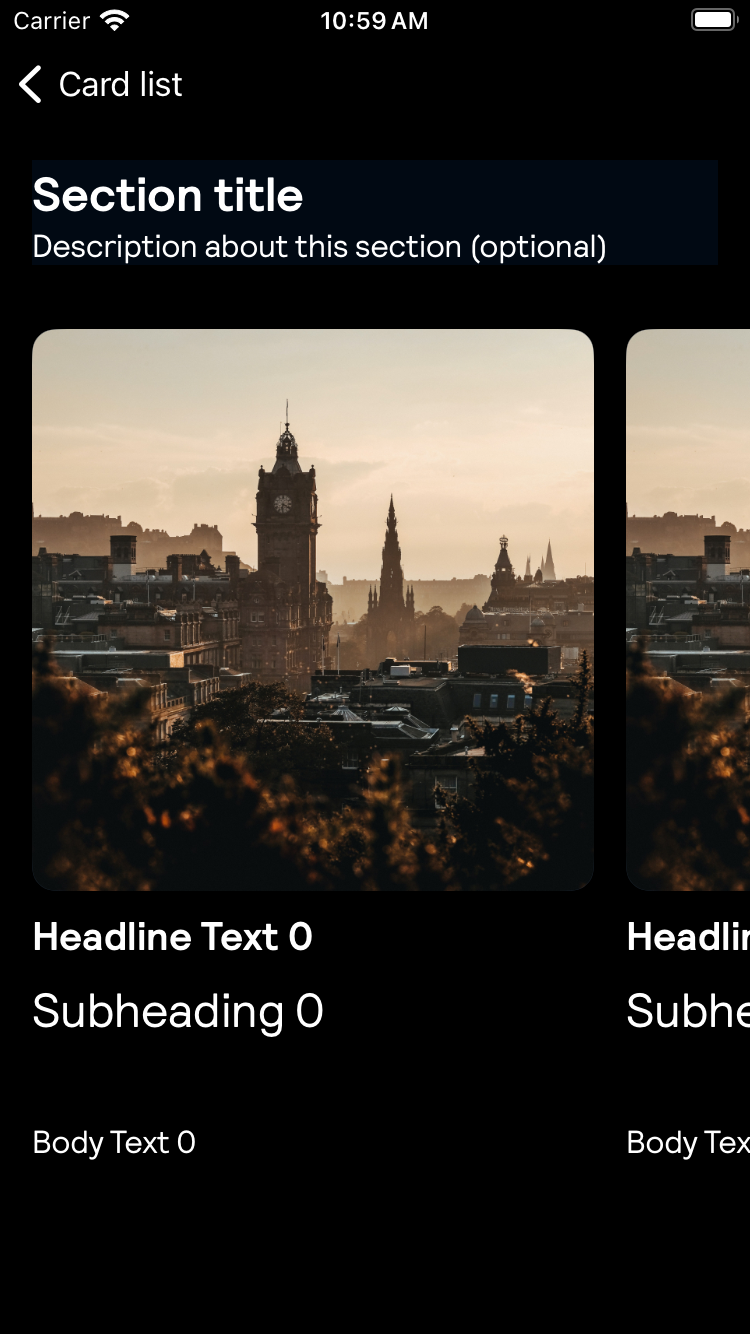 Carrier 10:59 AM
Card list
Section title
Description about this section (optional)
Headline Text 0
Subheading 0
Body Text 0
Headlin
Subhe
Body Tex